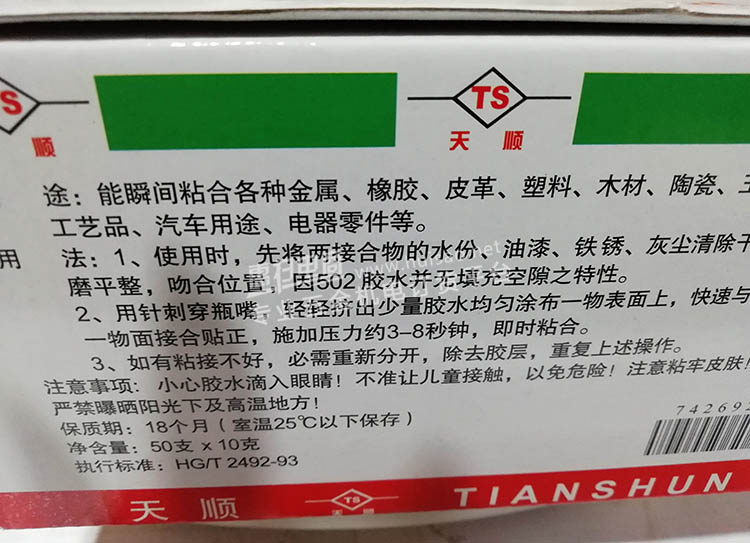 S
顺
TS
天顺
途：能瞬间粘合各种金属、橡胶、皮革、塑料、木材、陶瓷、
工艺品、汽车用途、电器零件等。
用 法：1、使用时，先将两接合物的水份、油漆、铁锈、灰尘清除干
磨平整，吻合位置。因502胶水并无填充空隙之特性。
2、用针刺穿瓶嘴，轻轻挤出少量胶水均匀涂布一物表面上，快速与
一物面接合贴正，施加压力约3-8秒钟，即时粘合。
3、如有粘接不好，必需重新分开，除去胶层，重复上述操作。
注意事项：小心胶水滴入眼睛！不准让儿童接触，以免危险！注意粘牢皮肤！
严禁曝晒阳光下及高温地方！
保质期：18个月（室温25℃以下保存）
净含量：50支 x 10克
执行标准：HG/T 2492-93
74269
天顺
TS
天顺
TIANSHUN